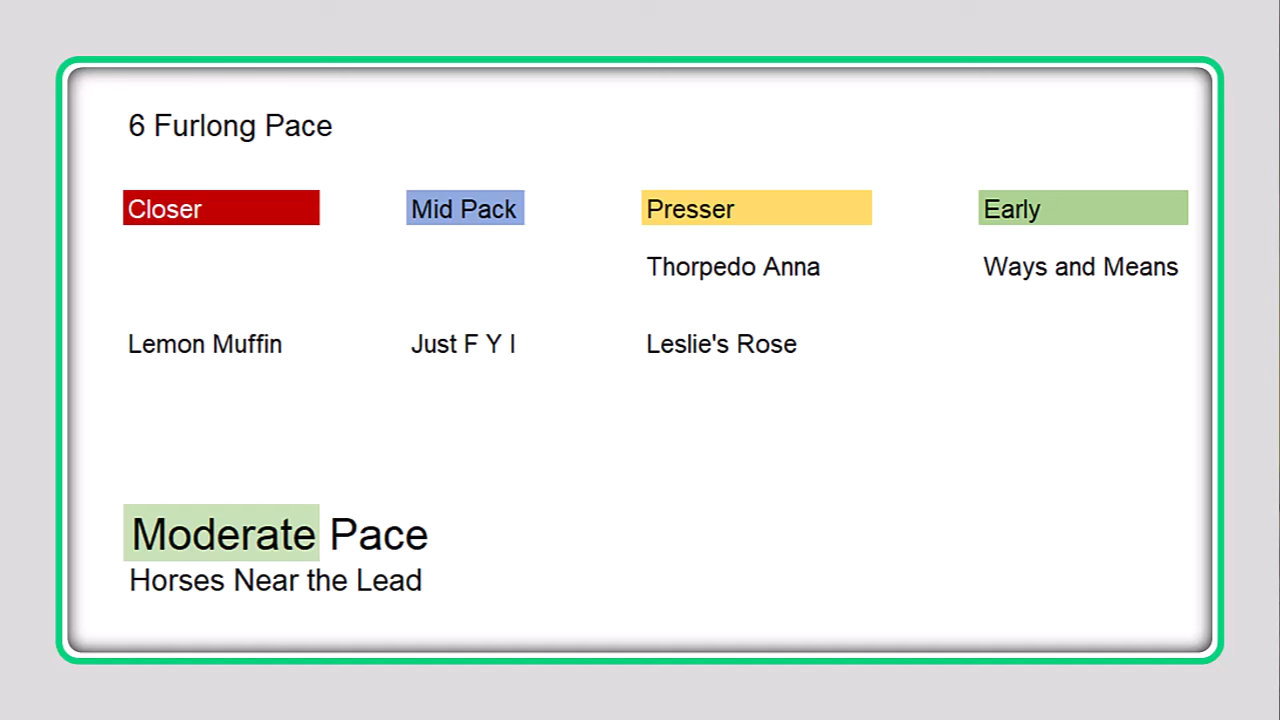 6 Furlong Pace
Closer Mid Pack Presser Early
Thorpedo Anna Ways and Means
Lemon Muffin Just F Y I Leslie's Rose
Moderate Pace
Horses Near the Lead